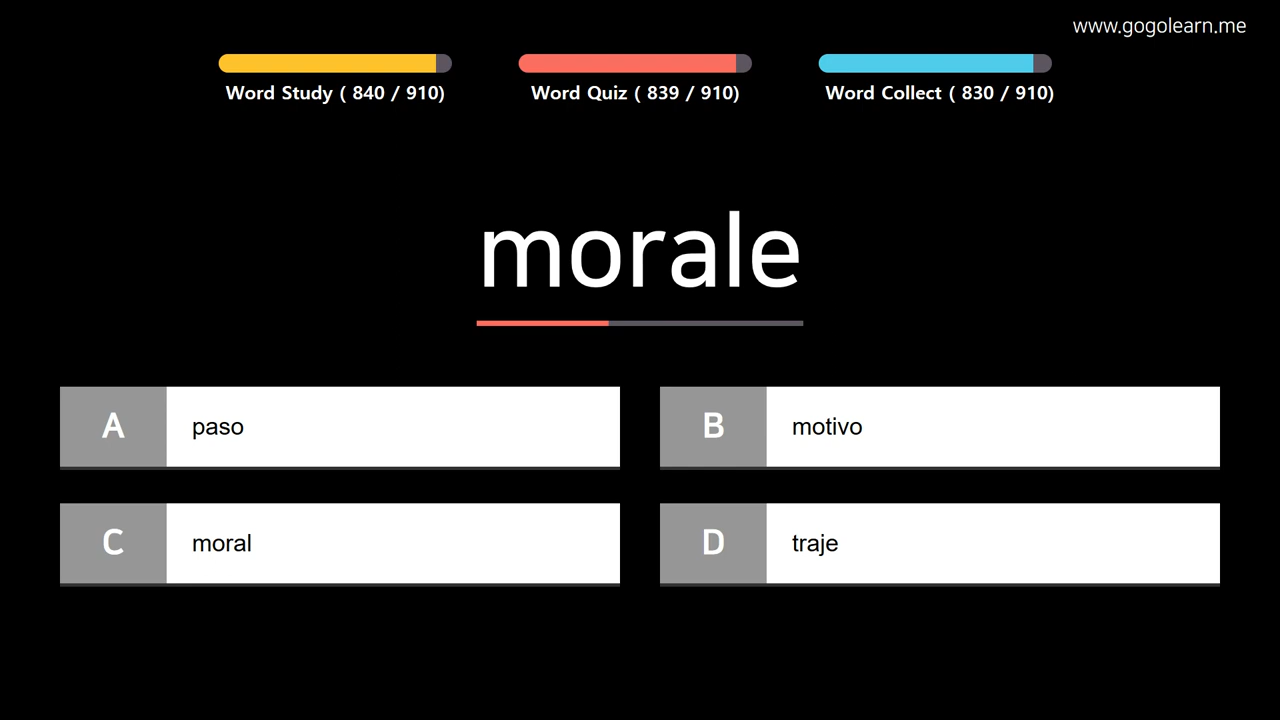 www.gogolearn.me
Word Study ( 840 / 910)
Word Quiz ( 839 / 910)
Word Collect ( 830 / 910)
morale
A paso
B motivo
C moral
D traje